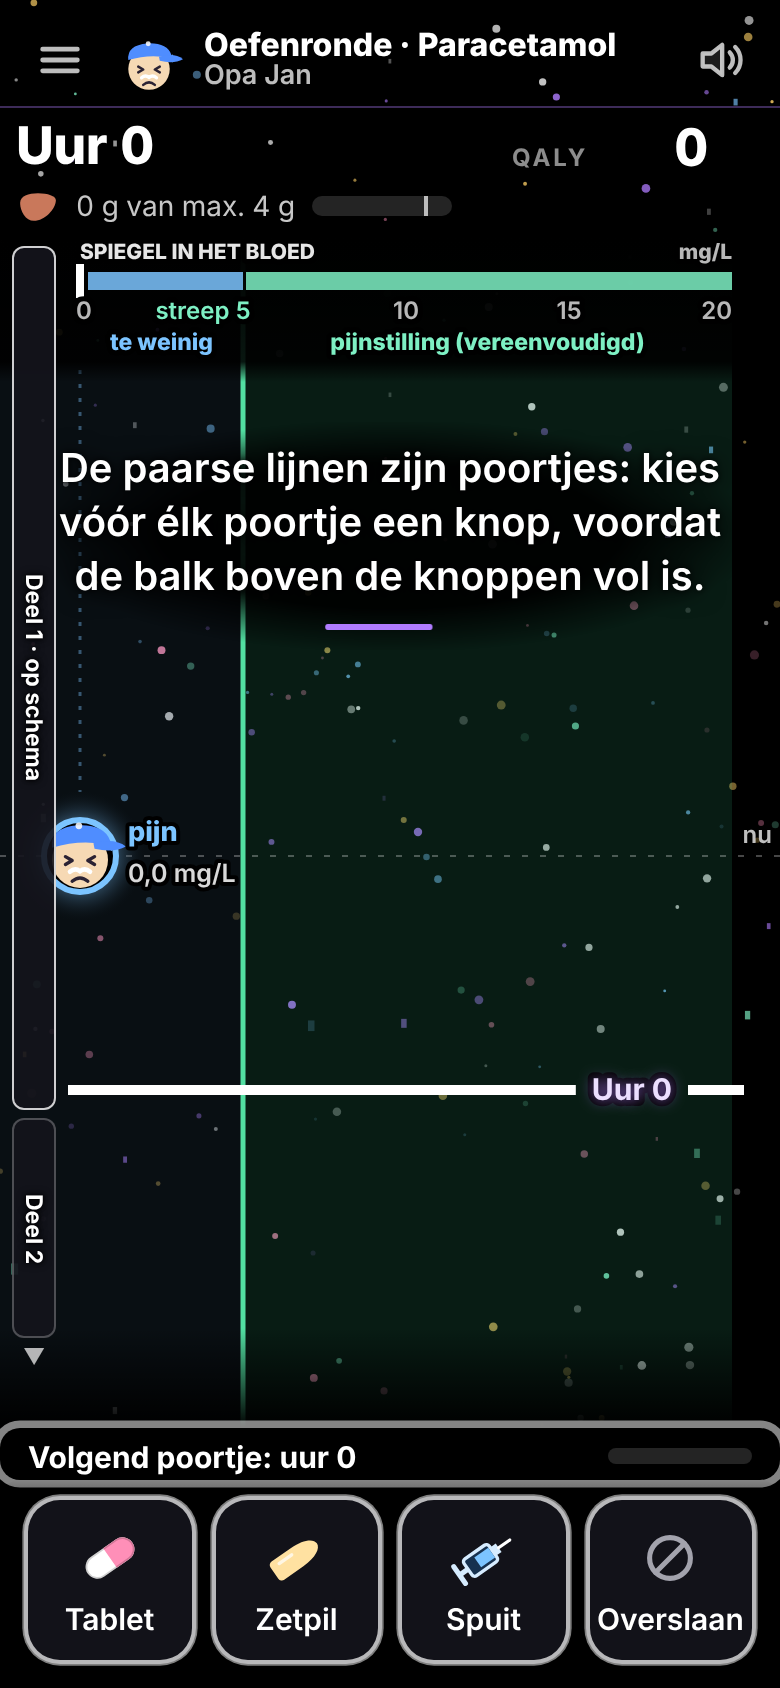 Oefenronde · Paracetamol
Opa Jan
Uur 0
QALY 0
0 g van max. 4 g
SPIEGEL IN HET BLOED mg/L
0 streep 5 10 15 20
te weinig pijnstilling (vereenvoudigd)
De paarse lijnen zijn poortjes: kies
vóór élk poortje een knop, voordat
de balk boven de knoppen vol is.
Deel 1 · op schema
pijn
nu
0,0 mg/L
Uur 0
Deel 2
Volgend poortje: uur 0
Tablet Zetpil Spuit Overslaan